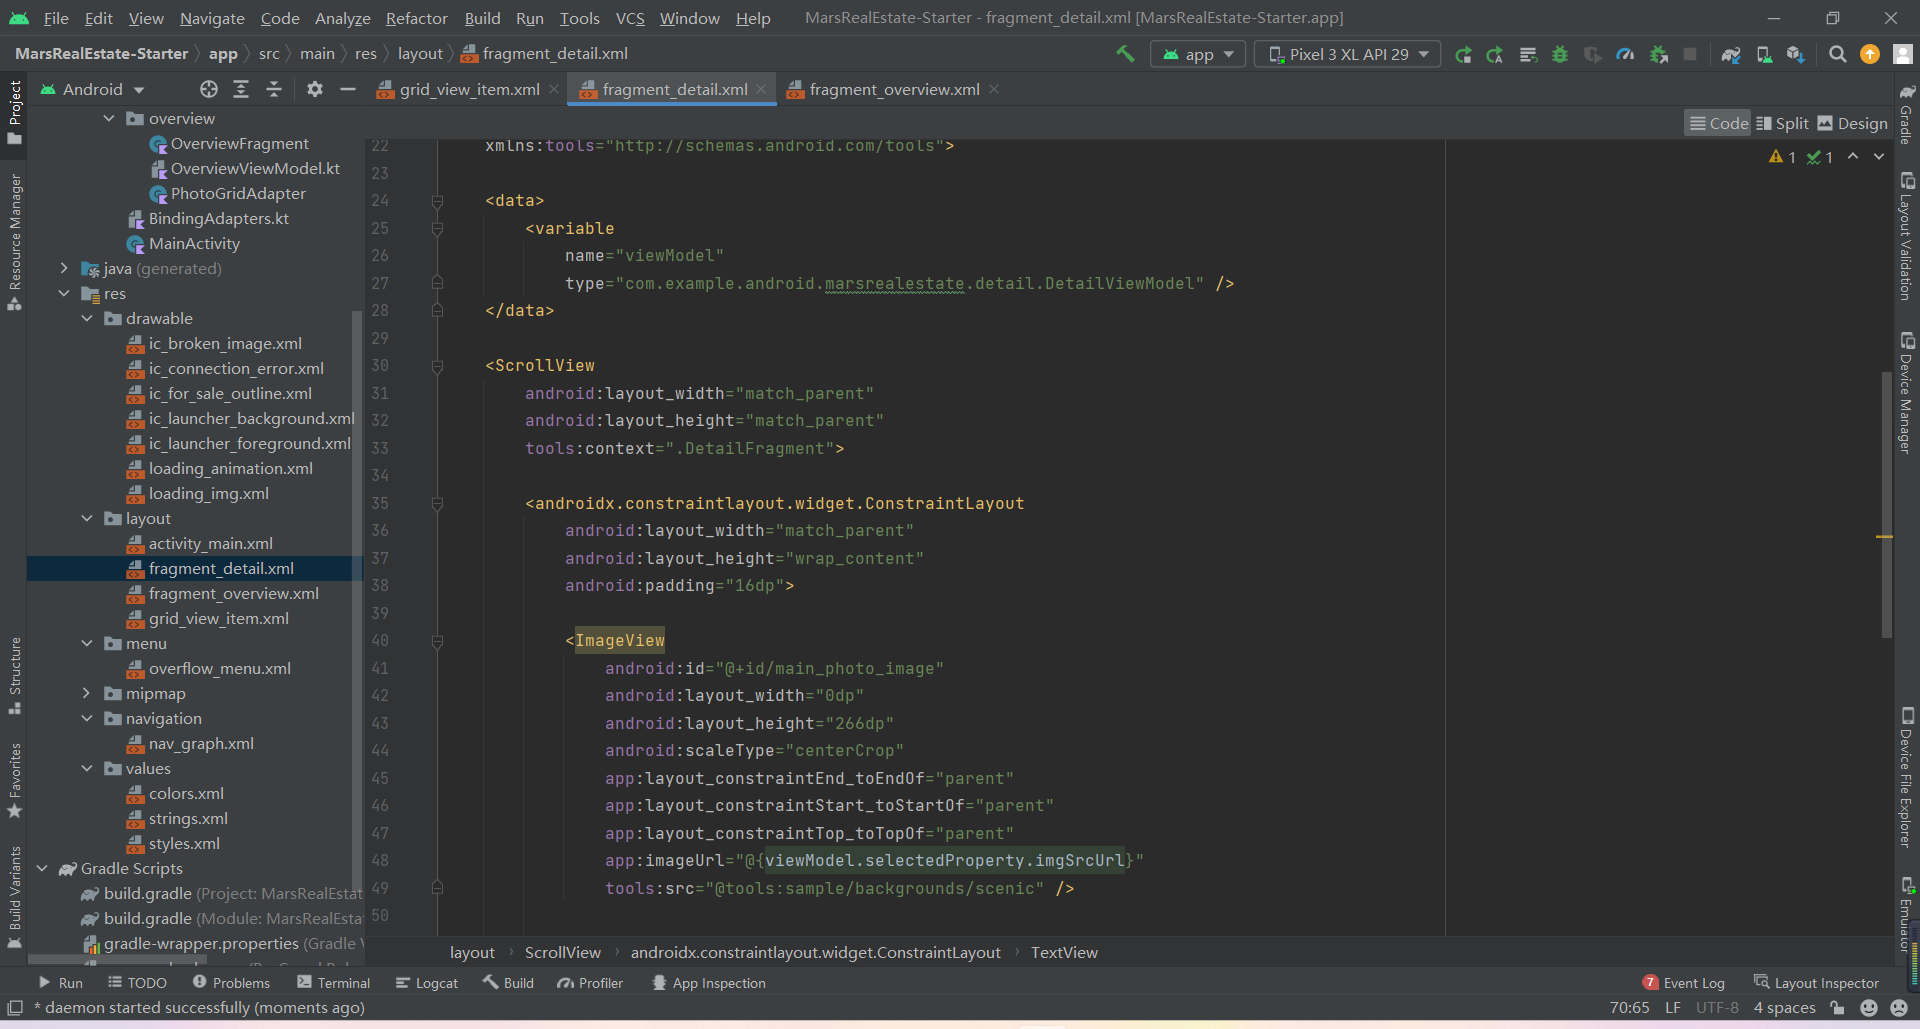 File Edit View Navigate Code Analyze Refactor Build Run Tools VCS Window Help MarsRealEstate-Starter - fragment_detail.xml [MarsRealEstate-Starter.app]
MarsRealEstate-Starter app src main res layout fragment_detail.xml app Pixel 3 XL API 29
Android grid_view_item.xml fragment_detail.xml fragment_overview.xml
Code Split Design
1 1
Project
Resource Manager
Structure
Favorites
Build Variants
overview
OverviewFragment
OverviewViewModel.kt
PhotoGridAdapter
BindingAdapters.kt
MainActivity
java (generated)
res
drawable
ic_broken_image.xml
ic_connection_error.xml
ic_for_sale_outline.xml
ic_launcher_background.xml
ic_launcher_foreground.xml
loading_animation.xml
loading_img.xml
layout
activity_main.xml
fragment_detail.xml
fragment_overview.xml
grid_view_item.xml
menu
overflow_menu.xml
mipmap
navigation
nav_graph.xml
values
colors.xml
strings.xml
styles.xml
Gradle Scripts
build.gradle (Project: MarsRealEstat
build.gradle (Module: MarsRealEsta
gradle-wrapper.properties (Gradle V
22 xmlns:tools="http://schemas.android.com/tools">
23
24 <data>
25 <variable
26 name="viewModel"
27 type="com.example.android.marsrealestate.detail.DetailViewModel" />
28 </data>
29
30 <ScrollView
31 android:layout_width="match_parent"
32 android:layout_height="match_parent"
33 tools:context=".DetailFragment">
34
35 <androidx.constraintlayout.widget.ConstraintLayout
36 android:layout_width="match_parent"
37 android:layout_height="wrap_content"
38 android:padding="16dp">
39
40 <ImageView
41 android:id="@+id/main_photo_image"
42 android:layout_width="0dp"
43 android:layout_height="266dp"
44 android:scaleType="centerCrop"
45 app:layout_constraintEnd_toEndOf="parent"
46 app:layout_constraintStart_toStartOf="parent"
47 app:layout_constraintTop_toTopOf="parent"
48 app:imageUrl="@{viewModel.selectedProperty.imgSrcUrl}"
49 tools:src="@tools:sample/backgrounds/scenic" />
50
Gradle
Layout Validation
Device Manager
Device File Explorer
Emulator
layout ScrollView androidx.constraintlayout.widget.ConstraintLayout TextView
Run TODO Problems Terminal Logcat Build Profiler App Inspection 7 Event Log Layout Inspector
* daemon started successfully (moments ago) 70:65 LF UTF-8 4 spaces